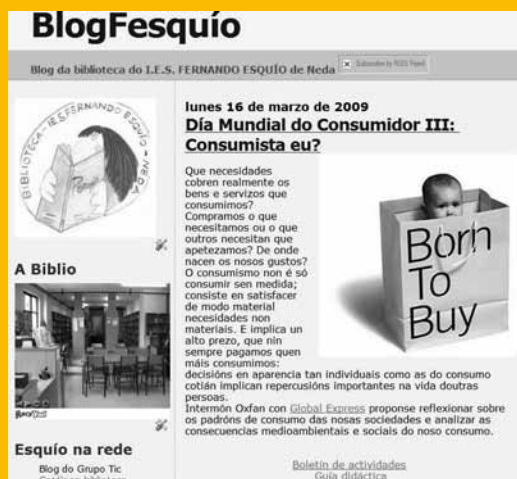 BlogFesquío
Blog da biblioteca do I.E.S. FERNANDO ESQUÍO de Neda
Subscribe by RSS Feed
BIBLIOTECA - IES FERNANDO ESQUÍO - NEDA
A Biblio
Esquío na rede
Blog do Grupo Tic
lunes 16 de marzo de 2009
Día Mundial do Consumidor III:
Consumista eu?
Que necesidades
cobren realmente os
bens e servizos que
consumimos?
Compramos o que
necesitamos ou o que
outros necesitan que
apetezamos? De onde
nacen os nosos gustos?
O consumismo non é só
consumir sen medida;
consiste en satisfacer
de modo material
necesidades non
materiais. E implica un
alto prezo, que nin
sempre pagamos quen
máis consumimos:
decisións en aparencia tan individuais como as do consumo
cotián implican repercusións importantes na vida doutras
persoas.
Intermón Oxfan con Global Express proponse reflexionar sobre
os padróns de consumo das nosas sociedades e analizar as
consecuencias medioambientais e sociais do noso consumo.
Born
To
Buy
Boletín de actividades
Guía didáctica